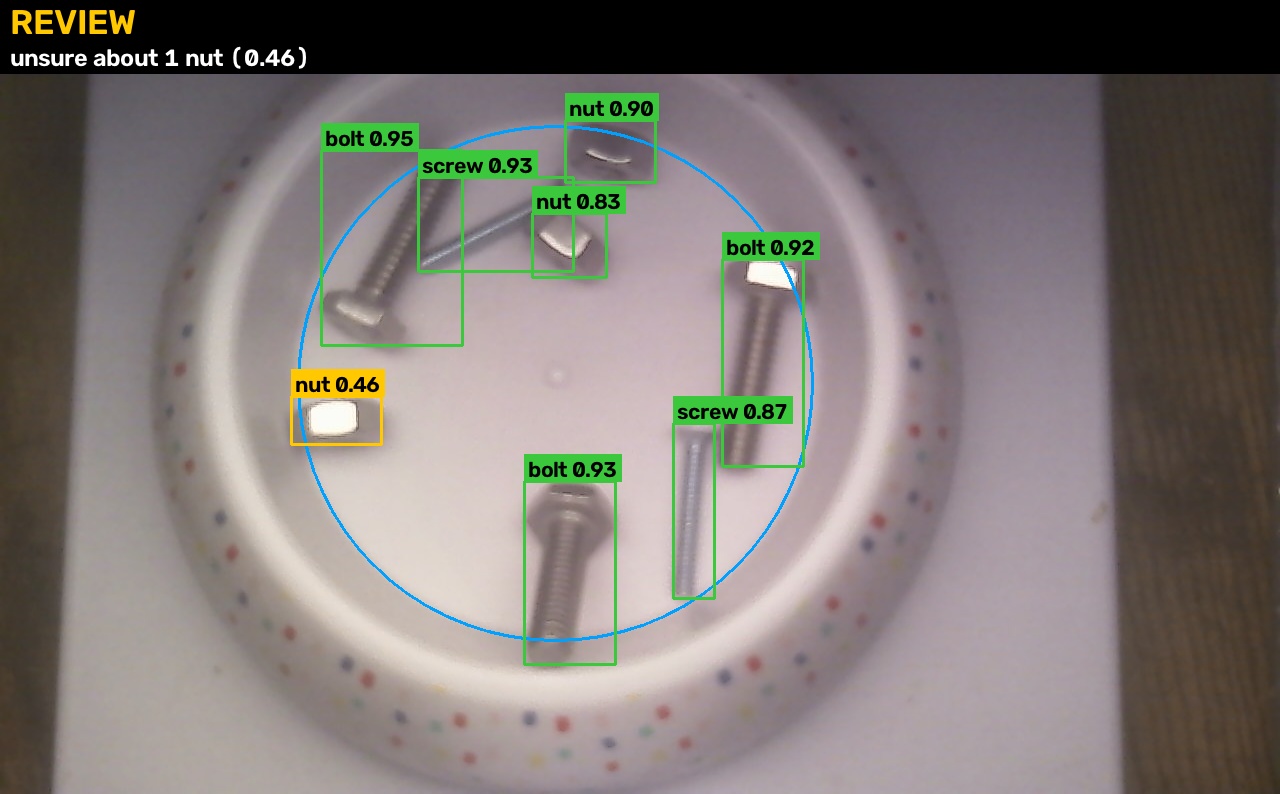 REVIEW
unsure about 1 nut (0.46)
nut 0.90
bolt 0.95
screw 0.93
nut 0.83
bolt 0.92
nut 0.46
screw 0.87
bolt 0.93